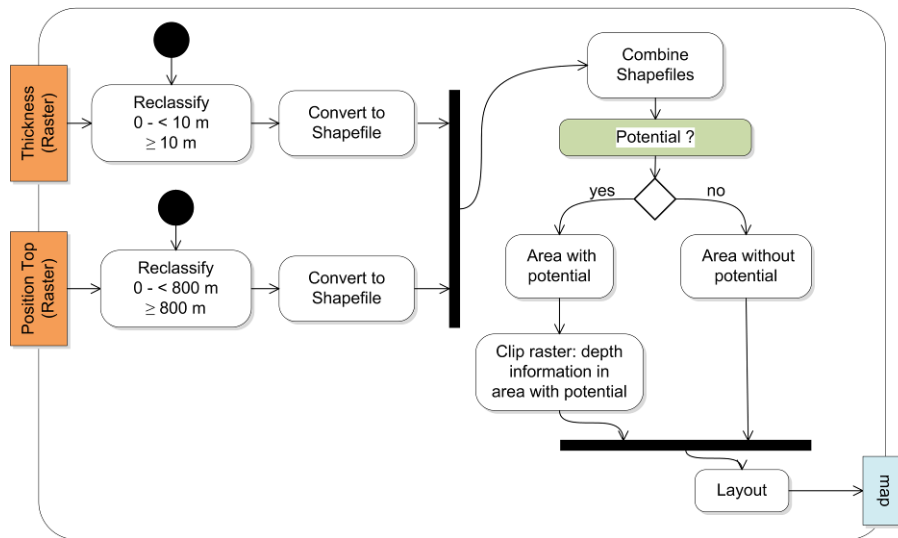 Thickness
(Raster)
Reclassify
0 - < 10 m
≥ 10 m
Convert to
Shapefile
Position Top
(Raster)
Reclassify
0 - < 800 m
≥ 800 m
Convert to
Shapefile
Combine
Shapefiles
Potential ?
yes
no
Area with
potential
Area without
potential
Clip raster: depth
information in
area with potential
Layout
map